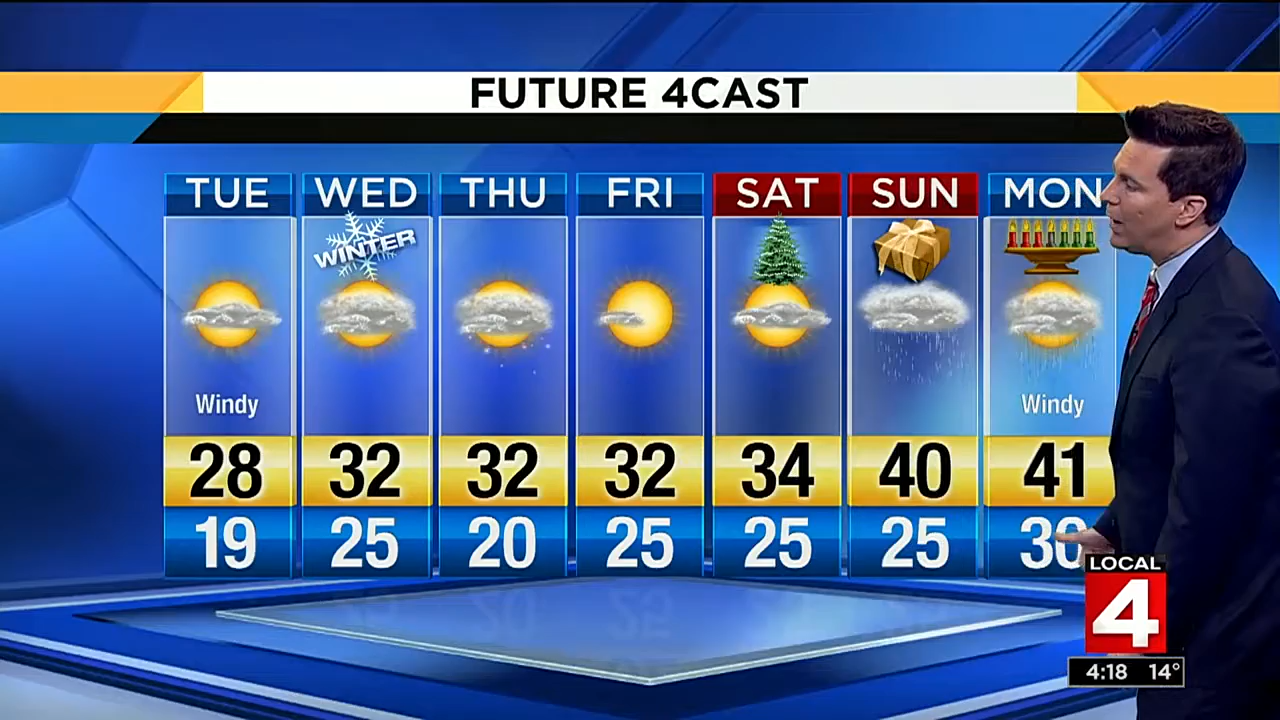 FUTURE 4CAST
TUE WED THU FRI SAT SUN MON
WINTER
Windy Windy
28 32 32 32 34 40 41
19 25 20 25 25 25 30
LOCAL
4
4:18 14°